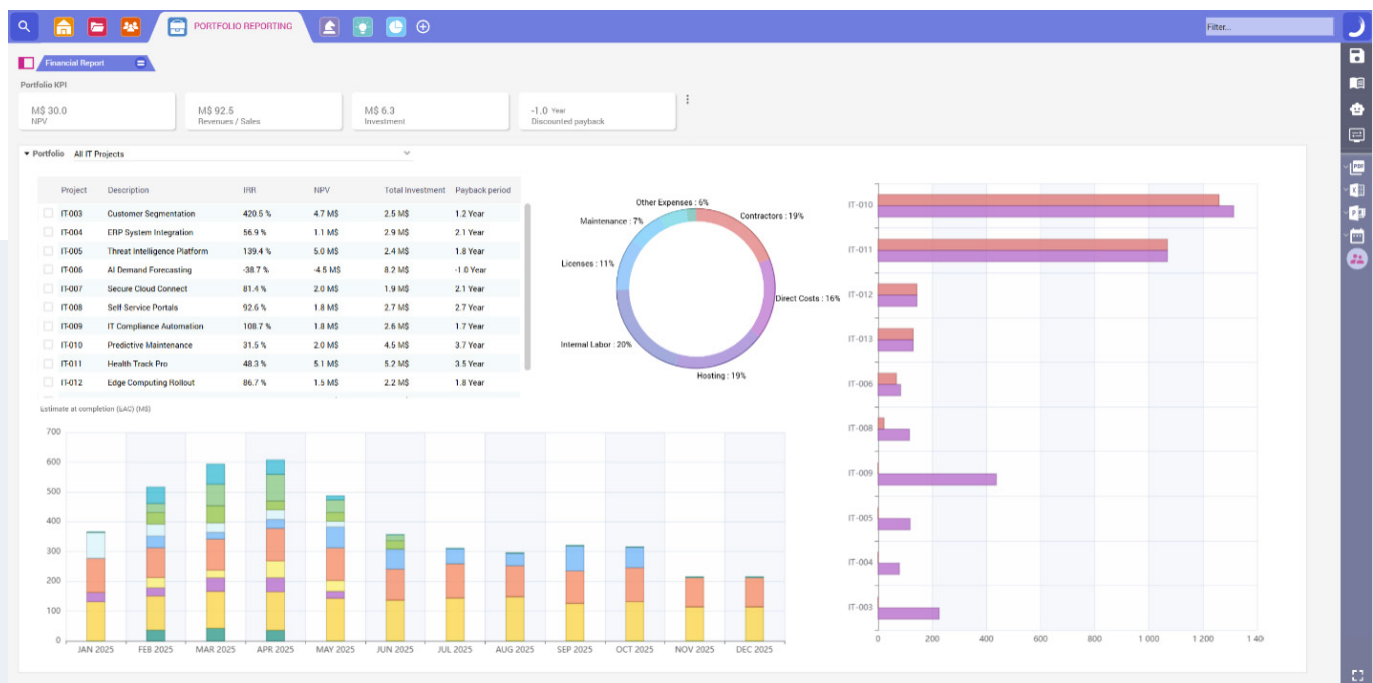 PORTFOLIO REPORTING
Filter...
Financial Report
Portfolio KPI
M$ 30.0
NPV
M$ 92.5
Revenues / Sales
M$ 6.3
Investment
-1.0 Year
Discounted payback
Portfolio All IT Projects
Project Description IRR NPV Total Investment Payback period
IT-003 Customer Segmentation 420.5 % 4.7 M$ 2.5 M$ 1.2 Year
IT-004 ERP System Integration 56.9 % 1.1 M$ 2.9 M$ 2.1 Year
IT-005 Threat Intelligence Platform 139.4 % 5.0 M$ 2.4 M$ 1.8 Year
IT-006 AI Demand Forecasting -38.7 % -4.5 M$ 8.2 M$ -1.0 Year
IT-007 Secure Cloud Connect 81.4 % 2.0 M$ 1.9 M$ 2.1 Year
IT-008 Self-Service Portals 92.6 % 1.8 M$ 2.7 M$ 2.7 Year
IT-009 IT Compliance Automation 108.7 % 1.8 M$ 2.6 M$ 1.7 Year
IT-010 Predictive Maintenance 31.5 % 2.0 M$ 4.5 M$ 3.7 Year
IT-011 Health Track Pro 48.3 % 5.1 M$ 5.2 M$ 3.5 Year
IT-012 Edge Computing Rollout 86.7 % 1.5 M$ 2.2 M$ 1.8 Year
Other Expenses : 6%
Contractors : 19%
Maintenance : 7%
Licenses : 11%
Direct Costs : 16%
Internal Labor : 20%
Hosting : 19%
IT-010
IT-011
IT-012
IT-013
IT-006
IT-008
IT-009
IT-005
IT-004
IT-003
0 200 400 600 800 1 000 1 200 1 40
Estimate at completion (EAC) (M$)
700
600
500
400
300
200
100
0
JAN 2025 FEB 2025 MAR 2025 APR 2025 MAY 2025 JUN 2025 JUL 2025 AUG 2025 SEP 2025 OCT 2025 NOV 2025 DEC 2025
PDF